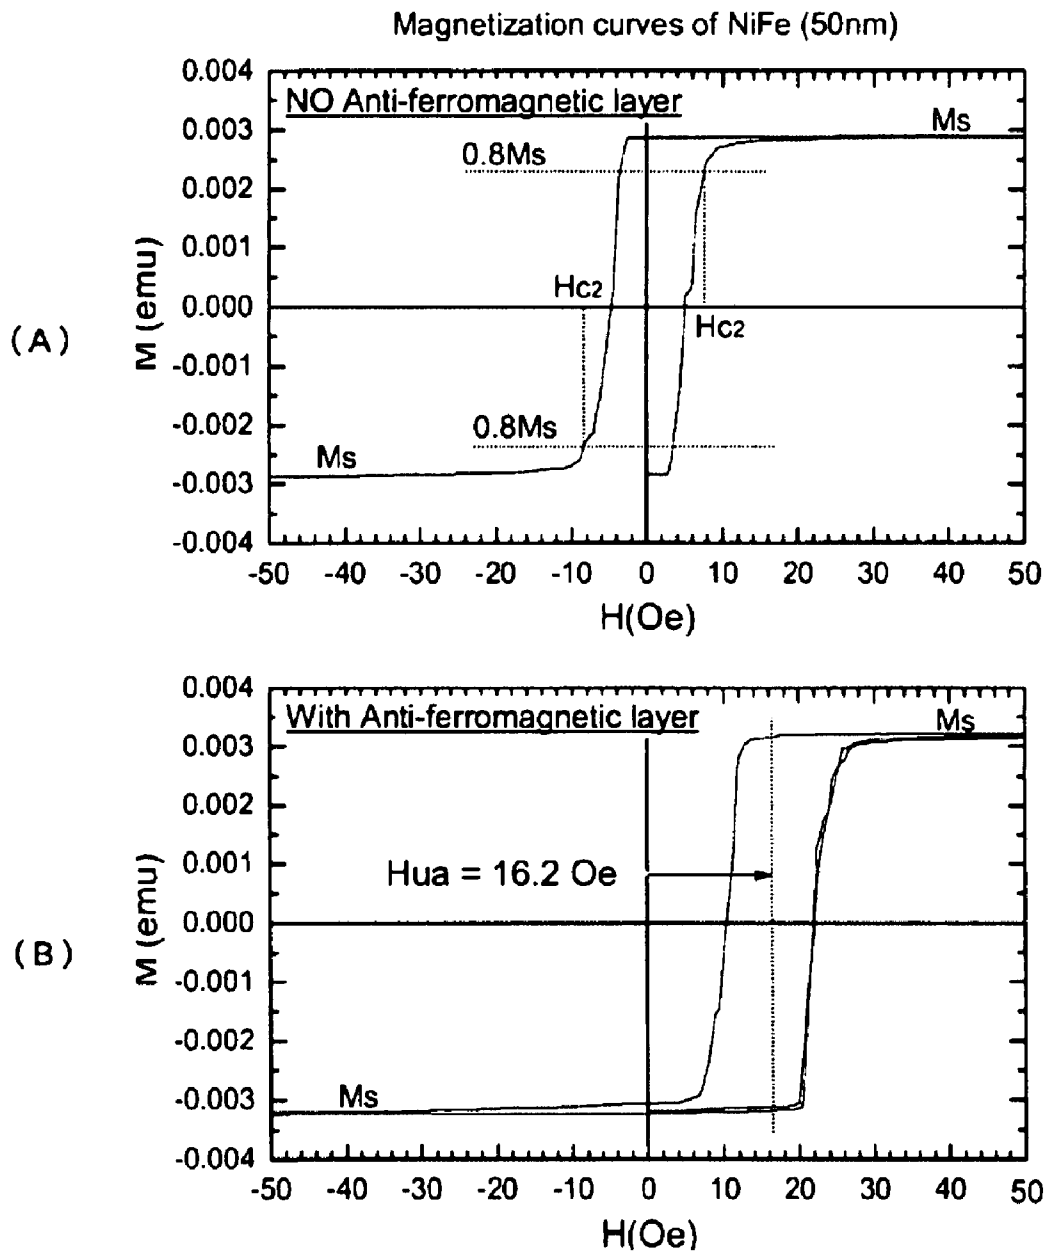 Magnetization curves of NiFe (50nm)
(A)
M (emu)
0.004
0.003
0.002
0.001
0.000
-0.001
-0.002
-0.003
-0.004
NO Anti-ferromagnetic layer
Ms
0.8Ms
Hc2
Hc2
0.8Ms
Ms
-50 -40 -30 -20 -10 0 10 20 30 40 50
H(Oe)
(B)
M (emu)
0.004
0.003
0.002
0.001
0.000
-0.001
-0.002
-0.003
-0.004
With Anti-ferromagnetic layer
Ms
Hua = 16.2 Oe
Ms
-50 -40 -30 -20 -10 0 10 20 30 40 50
H(Oe)